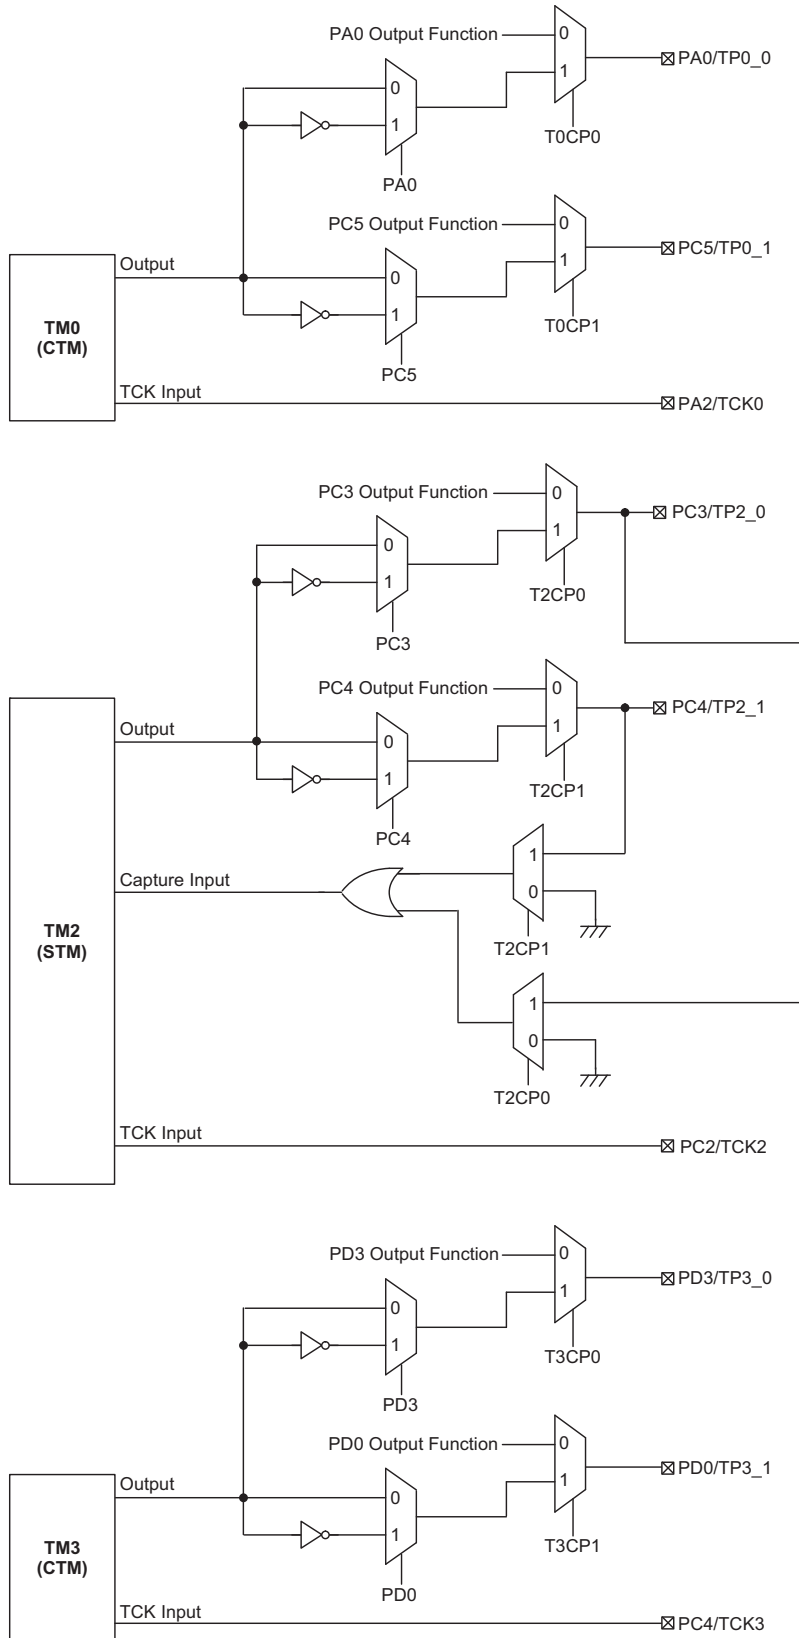 PA0 Output Function
0
1
PA0/TP0_0
T0CP0
0
1
PA0
PC5 Output Function
0
1
PC5/TP0_1
T0CP1
0
1
PC5
Output
TM0
(CTM)
TCK Input
PA2/TCK0
PC3 Output Function
0
1
PC3/TP2_0
T2CP0
0
1
PC3
PC4 Output Function
0
1
PC4/TP2_1
T2CP1
0
1
PC4
Output
Capture Input
TM2
(STM)
1
0
T2CP1
1
0
T2CP0
TCK Input
PC2/TCK2
PD3 Output Function
0
1
PD3/TP3_0
T3CP0
0
1
PD3
PD0 Output Function
0
1
PD0/TP3_1
T3CP1
0
1
PD0
Output
TM3
(CTM)
TCK Input
PC4/TCK3